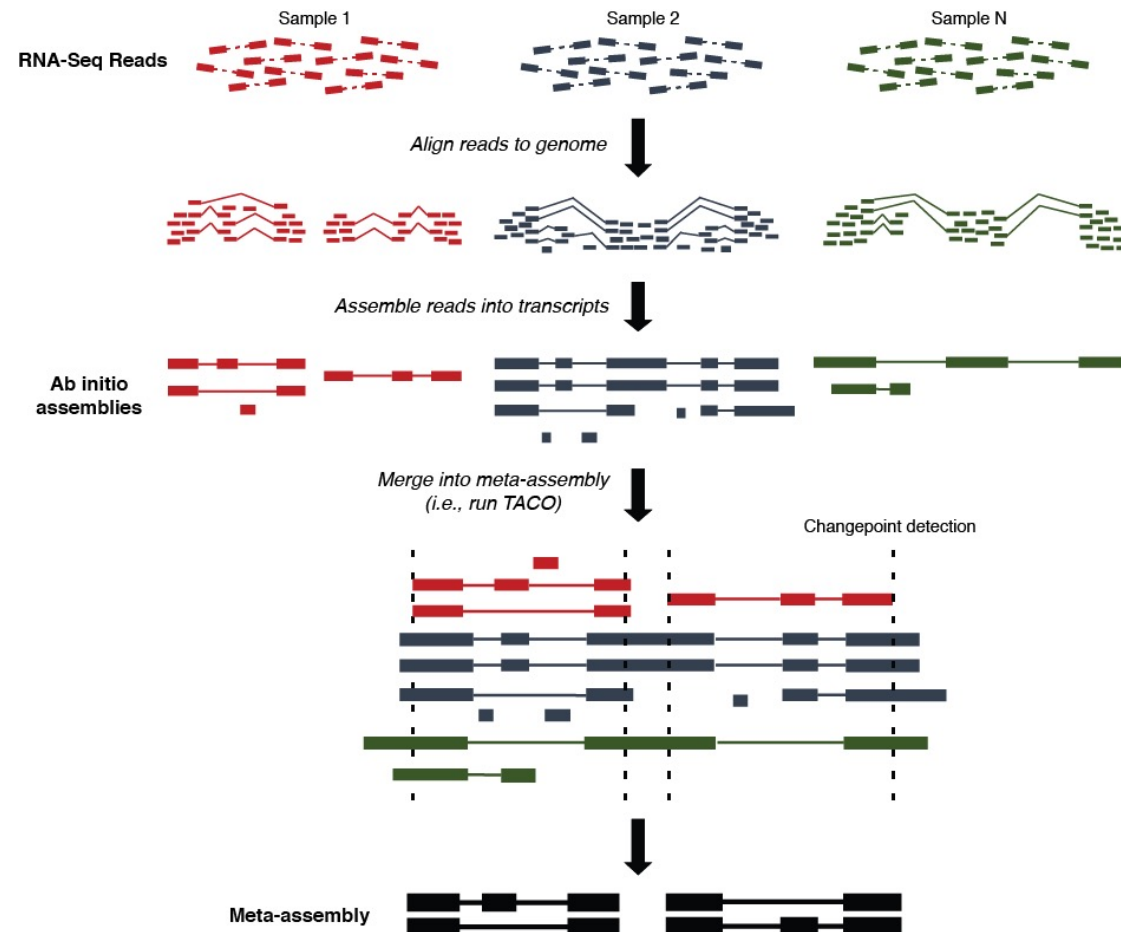 Sample 1
Sample 2
Sample N
RNA-Seq Reads
Align reads to genome
Assemble reads into transcripts
Ab initio
assemblies
Merge into meta-assembly
(i.e., run TACO)
Changepoint detection
Meta-assembly